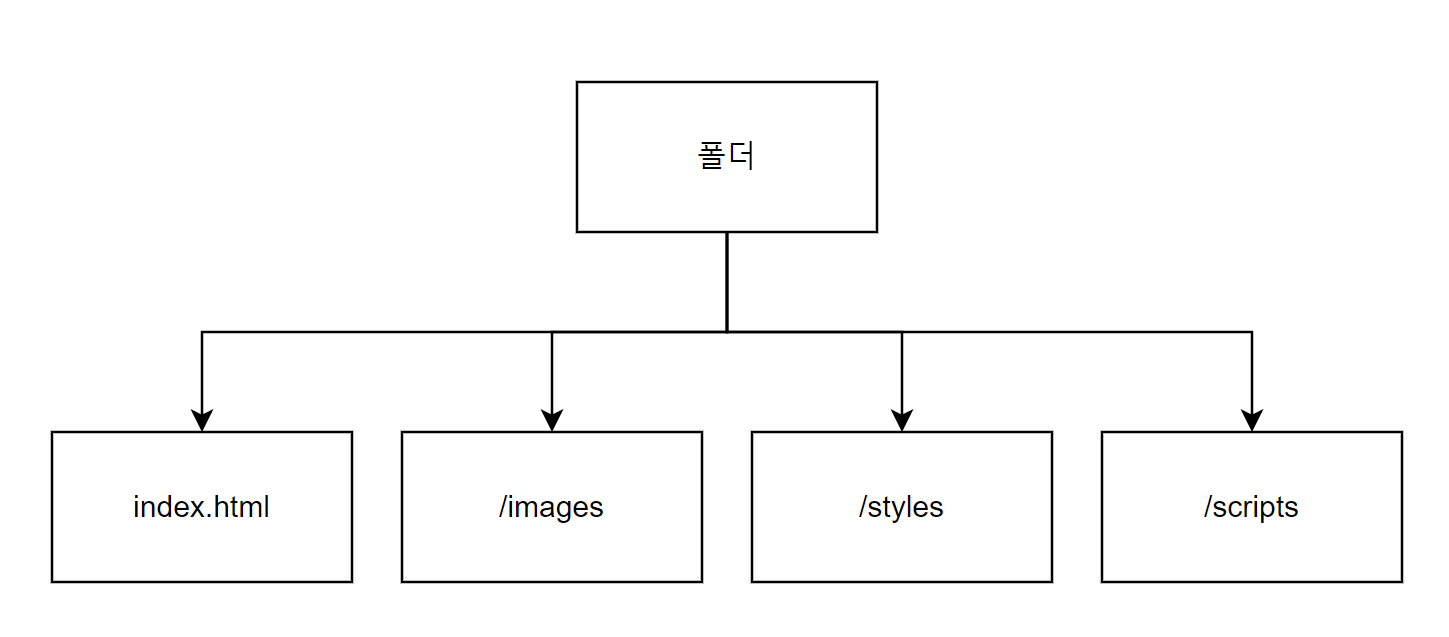 폴더
index.html
/images
/styles
/scripts